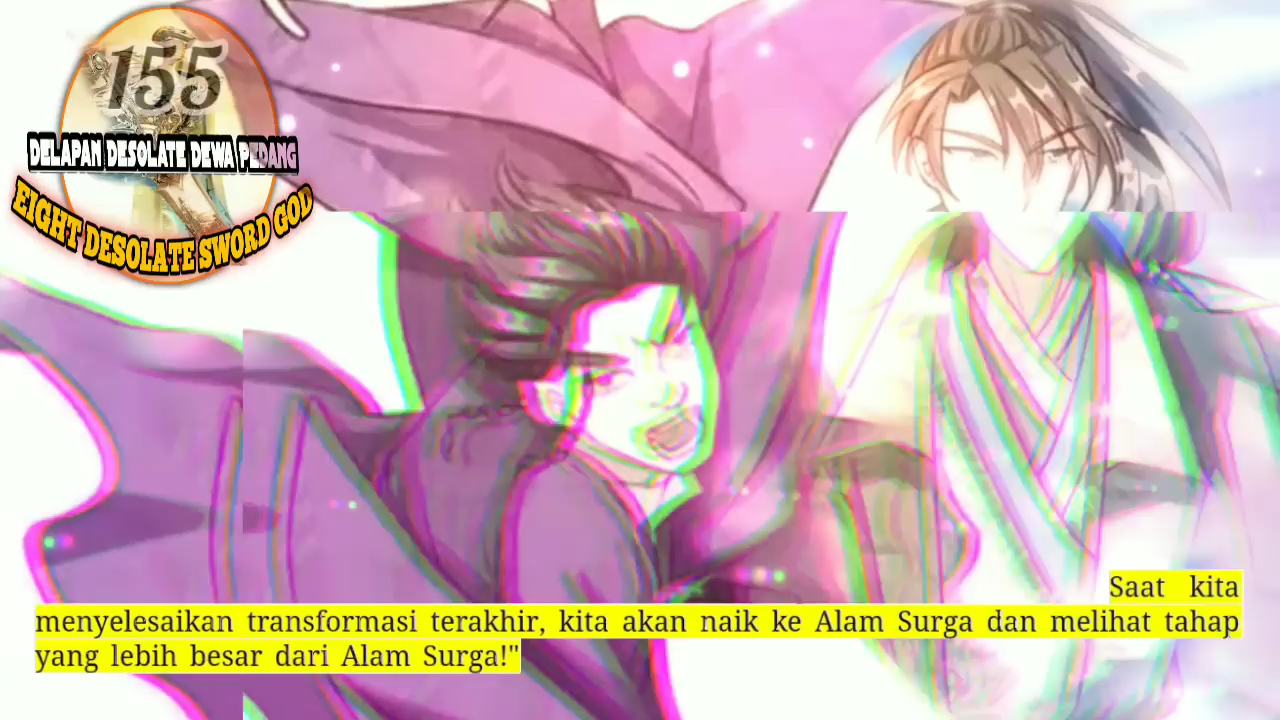 155
DELAPAN DESOLATE DEWA PEDANG
EIGHT DESOLATE SWORD GOD
Saat kita
menyelesaikan transformasi terakhir, kita akan naik ke Alam Surga dan melihat tahap
yang lebih besar dari Alam Surga!"